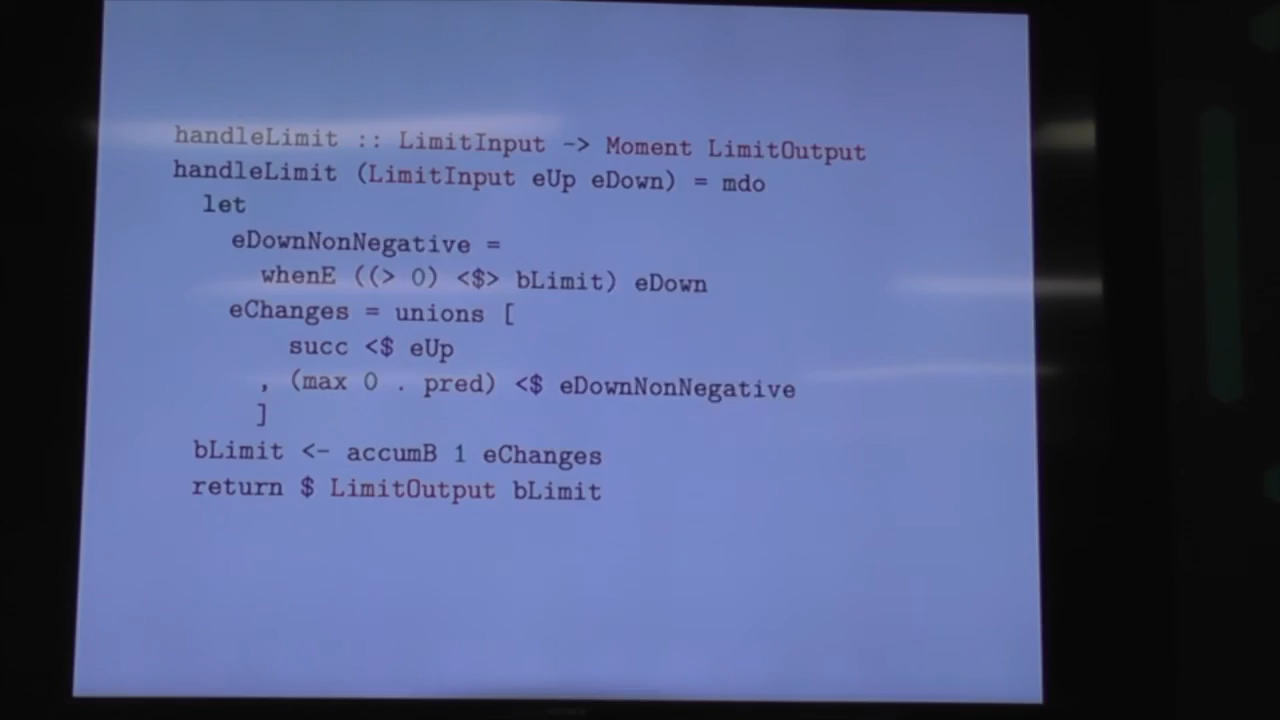 handleLimit :: LimitInput -> Moment LimitOutput
handleLimit (LimitInput eUp eDown) = mdo
  let
    eDownNonNegative =
      whenE ((> 0) <$> bLimit) eDown
    eChanges = unions [
        succ <$ eUp
      , (max 0 . pred) <$ eDownNonNegative
      ]
  bLimit <- accumB 1 eChanges
  return $ LimitOutput bLimit